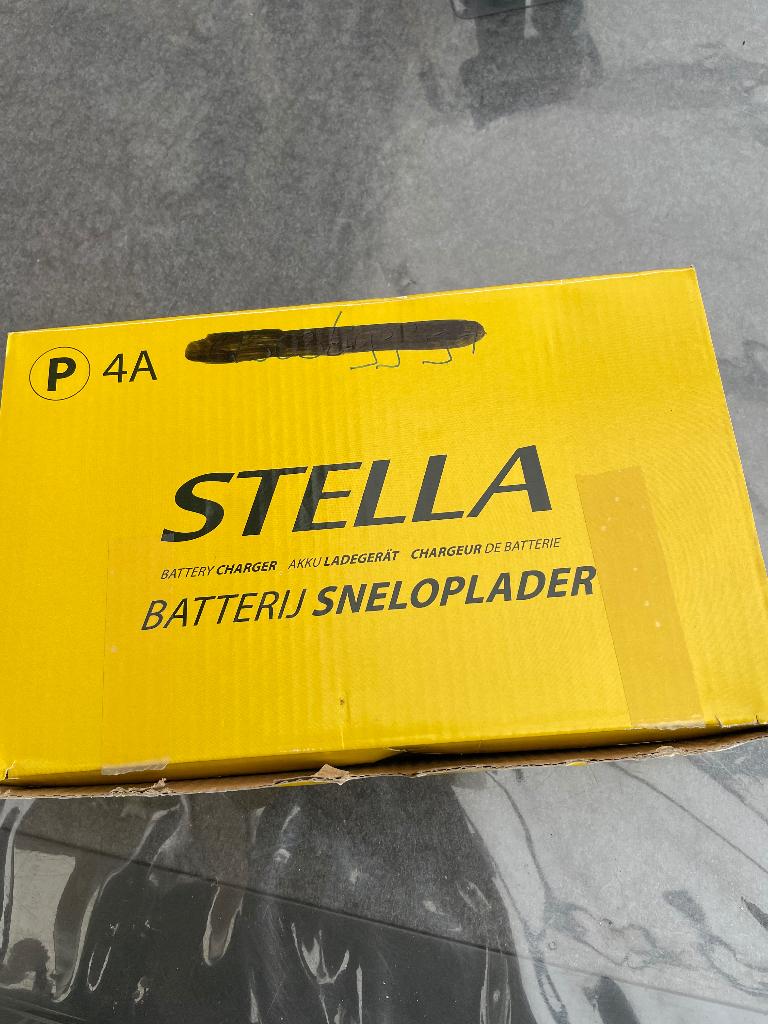 P 4A
STELLA
BATTERY CHARGER AKKU LADEGERÄT CHARGEUR DE BATTERIE
BATTERIJ SNELOPLADER